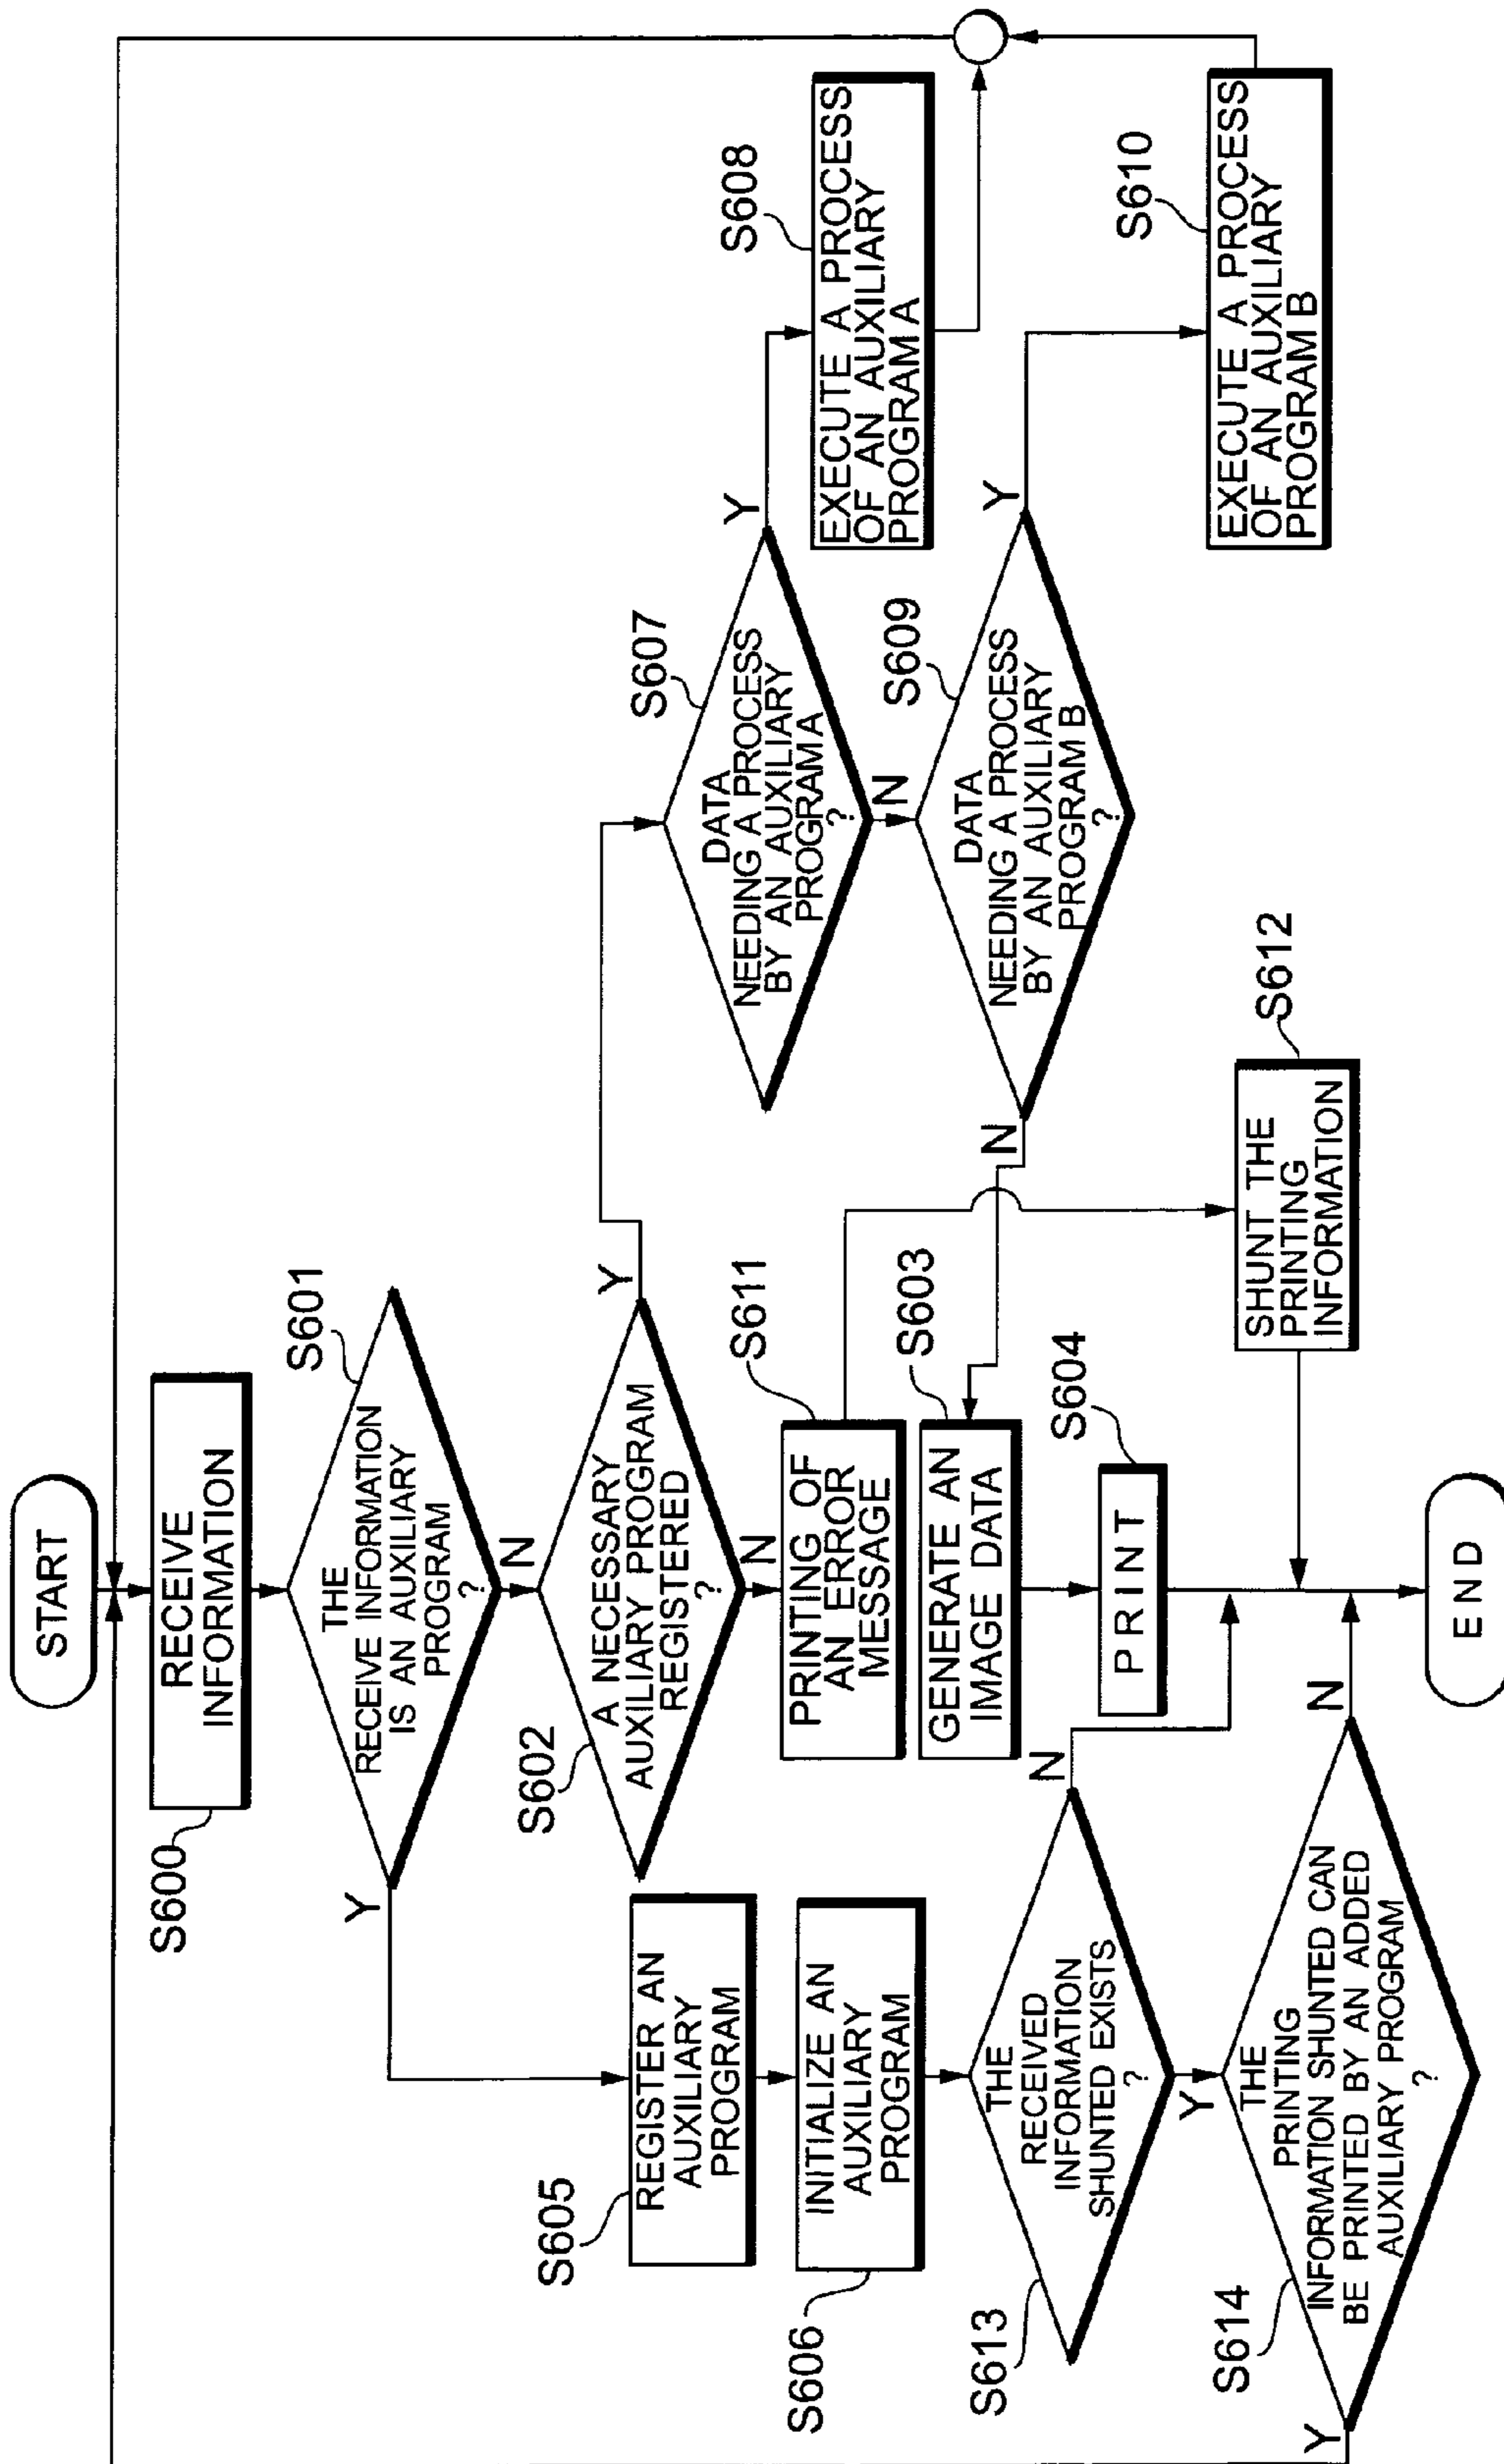 START
S600
RECEIVE
INFORMATION
S601
THE
RECEIVE INFORMATION
IS AN AUXILIARY
PROGRAM
?
Y
N
S602
A NECESSARY
AUXILIARY PROGRAM
REGISTERED
?
Y
N
S611
PRINTING OF
AN ERROR
MESSAGE
S603
GENERATE AN
IMAGE DATA
S604
PRINT
END
S605
REGISTER AN
AUXILIARY
PROGRAM
S606
INITIALIZE AN
AUXILIARY
PROGRAM
S613
THE
RECEIVED
INFORMATION
SHUNTED EXISTS
?
N
Y
S614
THE
PRINTING
INFORMATION SHUNTED CAN
BE PRINTED BY AN ADDED
AUXILIARY PROGRAM
?
Y
N
S607
DATA
NEEDING A PROCESS
BY AN AUXILIARY
PROGRAM A
?
Y
N
S608
EXECUTE A PROCESS
OF AN AUXILIARY
PROGRAM A
S609
DATA
NEEDING A PROCESS
BY AN AUXILIARY
PROGRAM B
?
Y
N
S610
EXECUTE A PROCESS
OF AN AUXILIARY
PROGRAM B
S612
SHUNT THE
PRINTING
INFORMATION